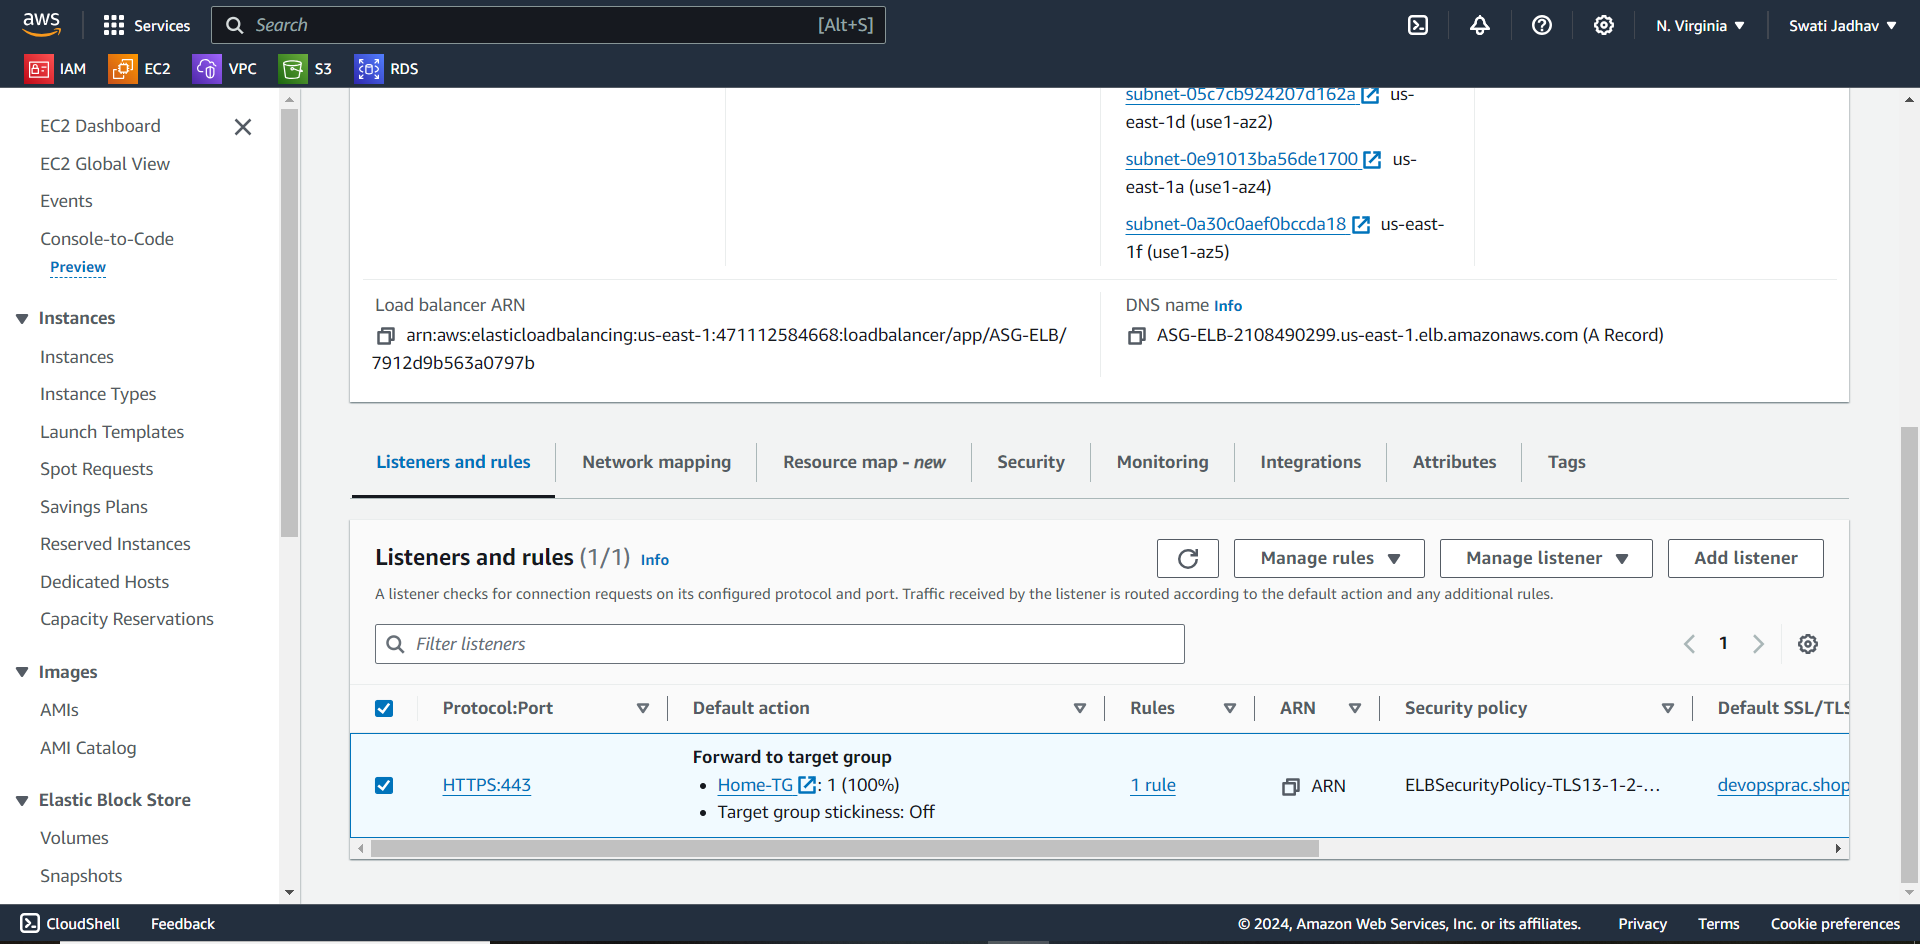 aws
Services
Search
[Alt+S]
N. Virginia
Swati Jadhav
IAM
EC2
VPC
S3
RDS
EC2 Dashboard
EC2 Global View
Events
Console-to-Code
Preview
Instances
Instances
Instance Types
Launch Templates
Spot Requests
Savings Plans
Reserved Instances
Dedicated Hosts
Capacity Reservations
Images
AMIs
AMI Catalog
Elastic Block Store
Volumes
Snapshots
subnet-05c7cb924207d162a us-
east-1d (use1-az2)
subnet-0e91013ba56de1700 us-
east-1a (use1-az4)
subnet-0a30c0aef0bccda18 us-east-
1f (use1-az5)
Load balancer ARN
arn:aws:elasticloadbalancing:us-east-1:471112584668:loadbalancer/app/ASG-ELB/
7912d9b563a0797b
DNS name Info
ASG-ELB-2108490299.us-east-1.elb.amazonaws.com (A Record)
Listeners and rules
Network mapping
Resource map - new
Security
Monitoring
Integrations
Attributes
Tags
Listeners and rules (1/1) Info
Manage rules
Manage listener
Add listener
A listener checks for connection requests on its configured protocol and port. Traffic received by the listener is routed according to the default action and any additional rules.
Filter listeners
1
Protocol:Port
Default action
Rules
ARN
Security policy
Default SSL/TLS
HTTPS:443
Forward to target group
• Home-TG : 1 (100%)
• Target group stickiness: Off
1 rule
ARN
ELBSecurityPolicy-TLS13-1-2-...
devopsprac.shop
CloudShell
Feedback
© 2024, Amazon Web Services, Inc. or its affiliates.
Privacy
Terms
Cookie preferences